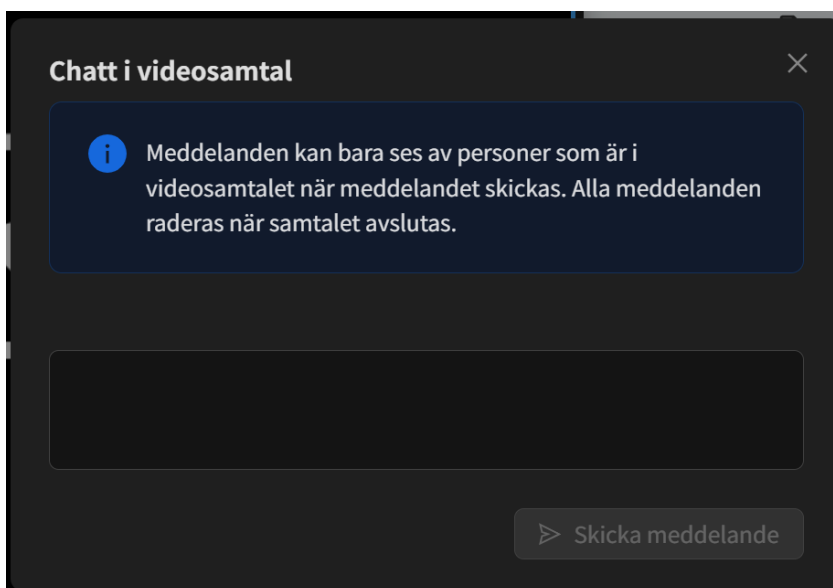 Chatt i videosamtal
Meddelanden kan bara ses av personer som är i
videosamtalet när meddelandet skickas. Alla meddelanden
raderas när samtalet avslutas.
Skicka meddelande